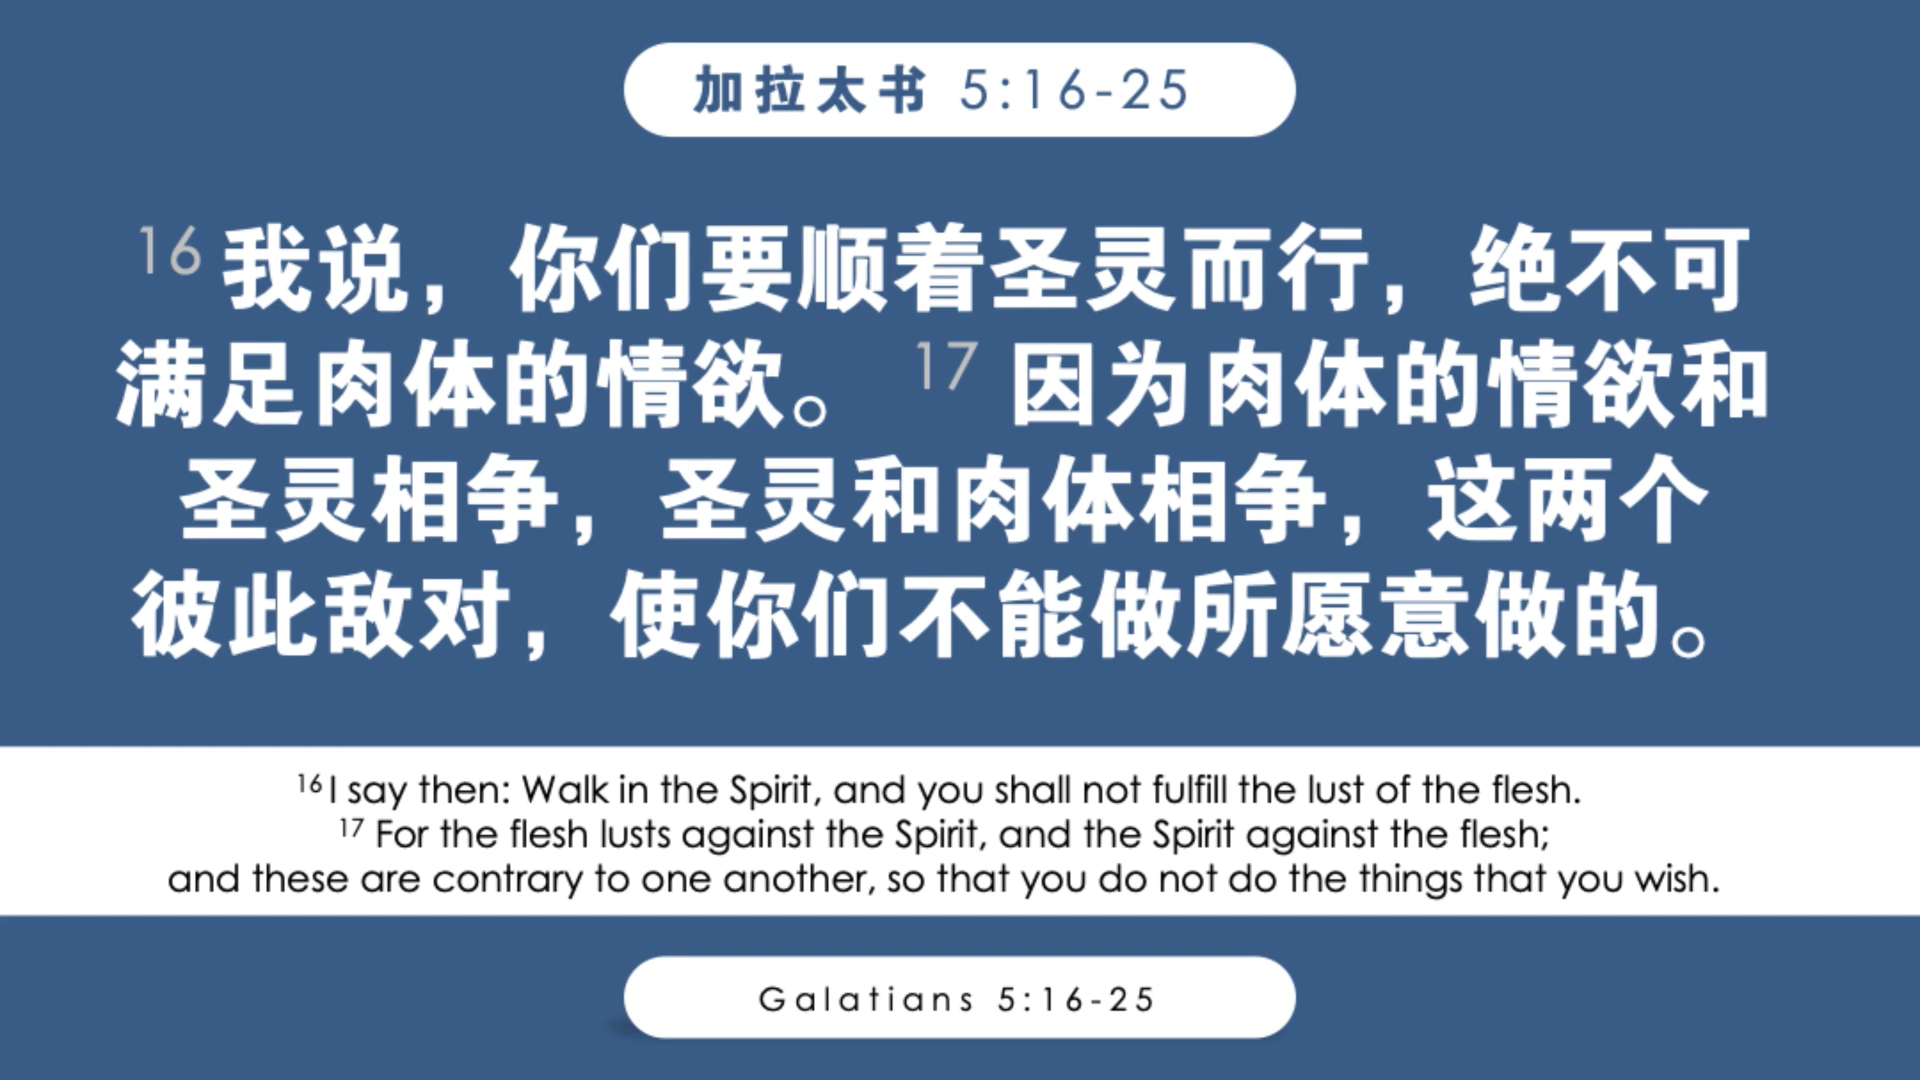 加拉太书 5:16-25
16 我说，你们要顺着圣灵而行，绝不可
满足肉体的情欲。 17 因为肉体的情欲和
圣灵相争，圣灵和肉体相争，这两个
彼此敌对，使你们不能做所愿意做的。
16 I say then: Walk in the Spirit, and you shall not fulfill the lust of the flesh.
17 For the flesh lusts against the Spirit, and the Spirit against the flesh;
and these are contrary to one another, so that you do not do the things that you wish.
Galatians 5:16-25